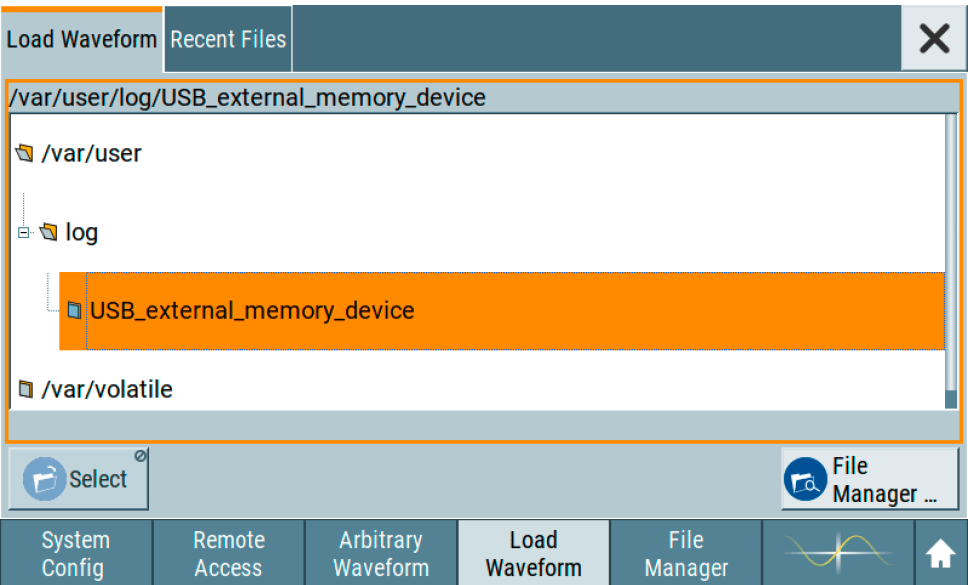 Load Waveform
Recent Files
/var/user/log/USB_external_memory_device
/var/user
log
USB_external_memory_device
/var/volatile
Select
File
Manager ...
System
Config
Remote
Access
Arbitrary
Waveform
Load
Waveform
File
Manager